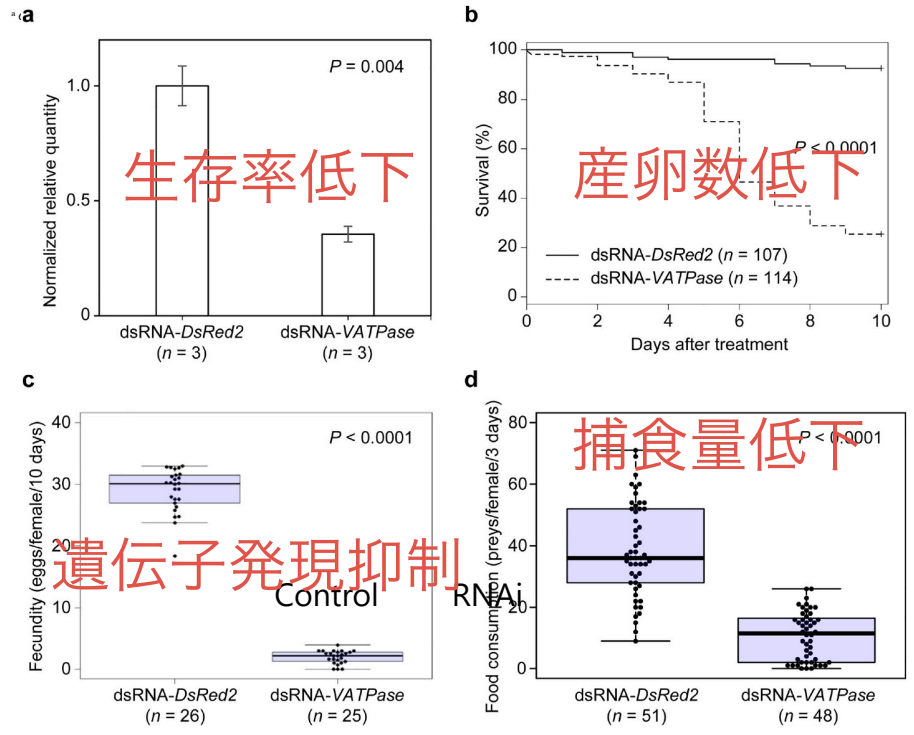 a
Normalized relative quantity
1.0
0.5
0
P = 0.004
生存率低下
dsRNA-DsRed2
(n = 3)
dsRNA-VATPase
(n = 3)
b
Survival (%)
100
80
60
40
20
0
P < 0.0001
産卵数低下
dsRNA-DsRed2 (n = 107)
dsRNA-VATPase (n = 114)
0 2 4 6 8 10
Days after treatment
c
Fecundity (eggs/female/10 days)
40
30
20
10
0
P < 0.0001
遺伝子発現抑制
Control
RNAi
dsRNA-DsRed2
(n = 26)
dsRNA-VATPase
(n = 25)
d
Food consumption (preys/female/3 days)
80
60
40
20
0
P < 0.0001
捕食量低下
dsRNA-DsRed2
(n = 51)
dsRNA-VATPase
(n = 48)